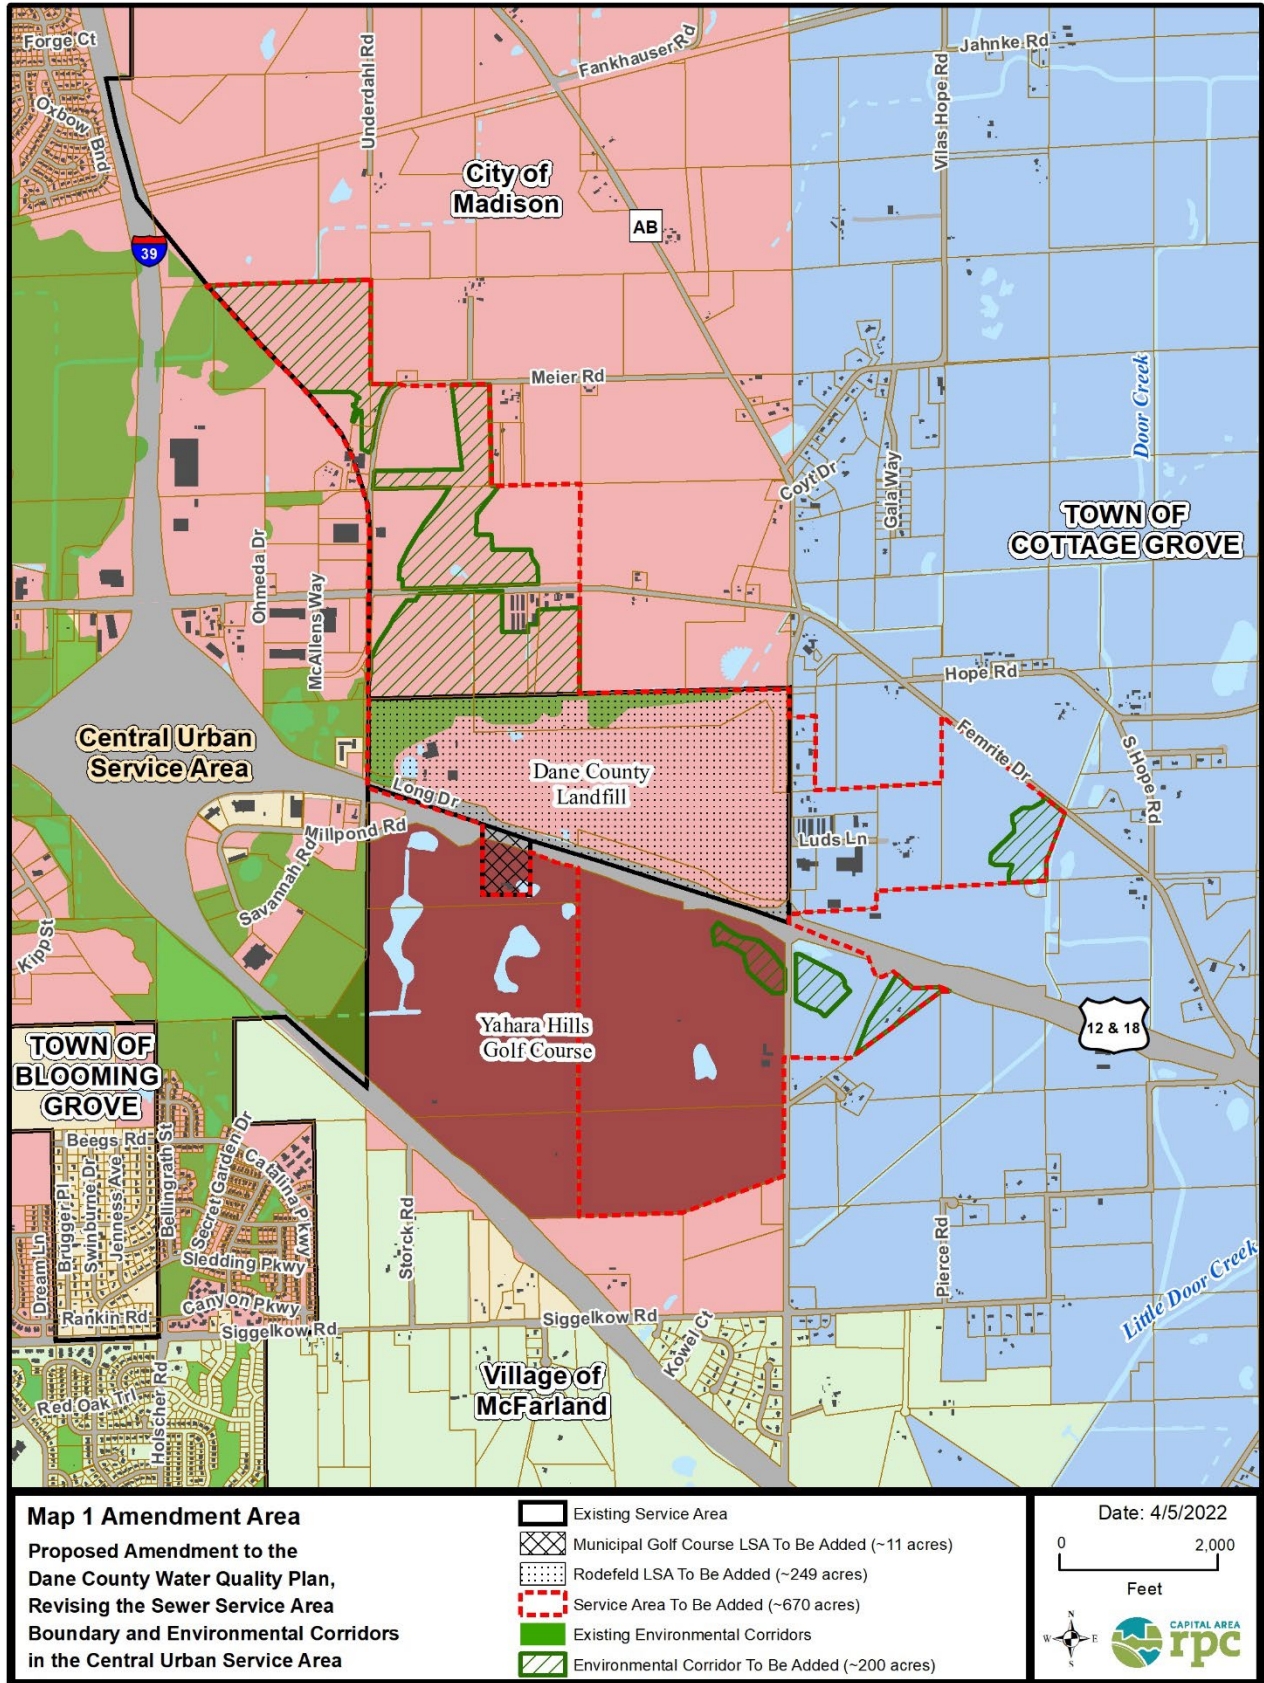 Forge Ct
Oxbow Bnd
Underdahl Rd
Fankhauser Rd
Vilas Hope Rd
Jahnke Rd
City of
Madison
AB
39
Meier Rd
Door Creek
Coyt Dr
Gala Way
TOWN OF
COTTAGE GROVE
Ohmeda Dr
McAllens Way
Hope Rd
Femrite Dr
S Hope Rd
Central Urban
Service Area
Dane County
Landfill
Long Dr
Millpond Rd
Luds Ln
Savannah Rd
Kipp St
Yahara Hills
Golf Course
12 & 18
TOWN OF
BLOOMING
GROVE
Beegs Rd
Brugger Pl
Swinburne Dr
Jenness Ave
Bellingrath St
Secret Garden Dr
Catalina Pkwy
Sledding Pkwy
Dream Ln
Canyon Pkwy
Rankin Rd
Storck Rd
Pierce Rd
Little Door Creek
Siggelkow Rd
Siggelkow Rd
Kowel Ct
Village of
McFarland
Red Oak Trl
Holscher Rd
Map 1 Amendment Area
Proposed Amendment to the
Dane County Water Quality Plan,
Revising the Sewer Service Area
Boundary and Environmental Corridors
in the Central Urban Service Area
Existing Service Area
Municipal Golf Course LSA To Be Added (~11 acres)
Rodefeld LSA To Be Added (~249 acres)
Service Area To Be Added (~670 acres)
Existing Environmental Corridors
Environmental Corridor To Be Added (~200 acres)
Date: 4/5/2022
0 2,000
Feet
N
W E
S
CAPITAL AREA
rpc